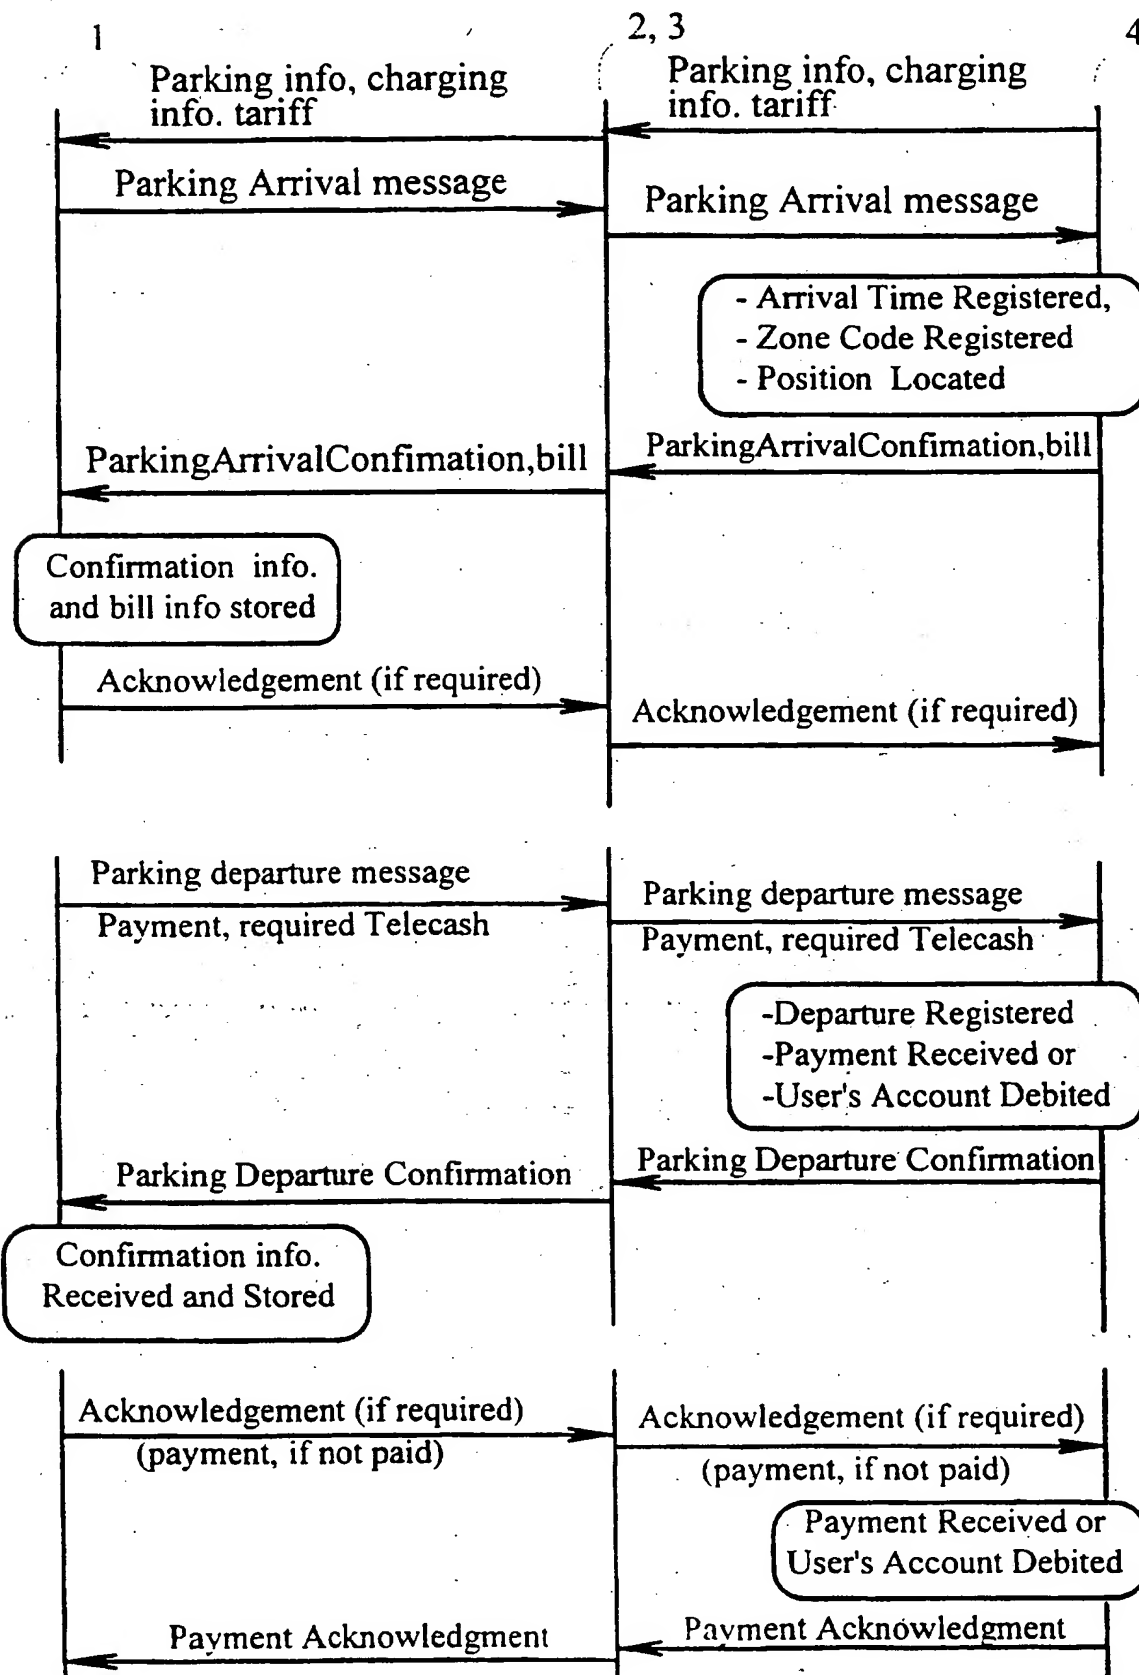 1
2, 3
4
Parking info, charging
info. tariff
Parking info, charging
info. tariff
Parking Arrival message
Parking Arrival message
- Arrival Time Registered,
- Zone Code Registered
- Position Located
ParkingArrivalConfimation,bill
ParkingArrivalConfimation,bill
Confirmation info.
and bill info stored
Acknowledgement (if required)
Acknowledgement (if required)
Parking departure message
Payment, required Telecash
Parking departure message
Payment, required Telecash
-Departure Registered
-Payment Received or
-User's Account Debited
Parking Departure Confirmation
Parking Departure Confirmation
Confirmation info.
Received and Stored
Acknowledgement (if required)
(payment, if not paid)
Acknowledgement (if required)
(payment, if not paid)
Payment Received or
User's Account Debited
Payment Acknowledgment
Payment Acknowledgment